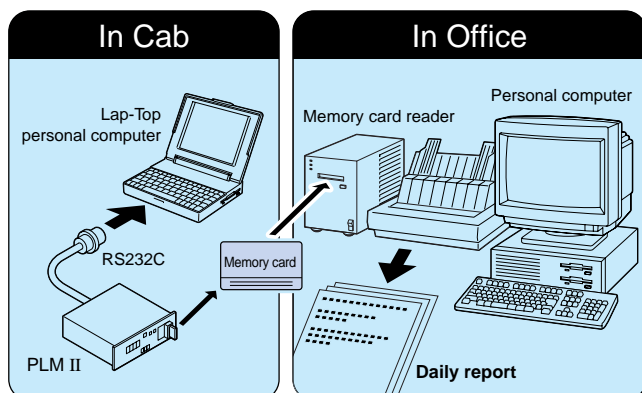 In Cab
Lap-Top
personal computer
RS232C
Memory card
PLM II
In Office
Personal computer
Memory card reader
Daily report